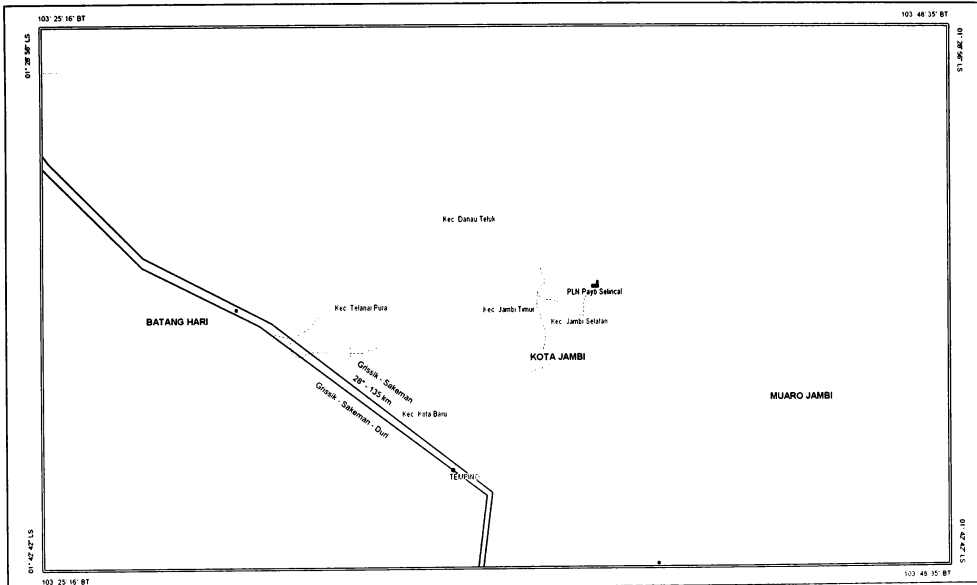 103° 25' 16" BT
103° 48' 35" BT
01° 28' 56" LS
01° 28' 56" LS
Kec Danau Teluk
PLN Payo Selincal
Kec Telanai Pura
Kec Jambi Timur
Kec Jambi Selatan
BATANG HARI
KOTA JAMBI
Grissik - Sakeman
28" - 135 km
Grissik - Sakeman - Duri
MUARO JAMBI
Kec Kota Baru
TEMPING
01° 42' 42" LS
01° 42' 42" LS
103° 25' 16" BT
103° 48' 35" BT